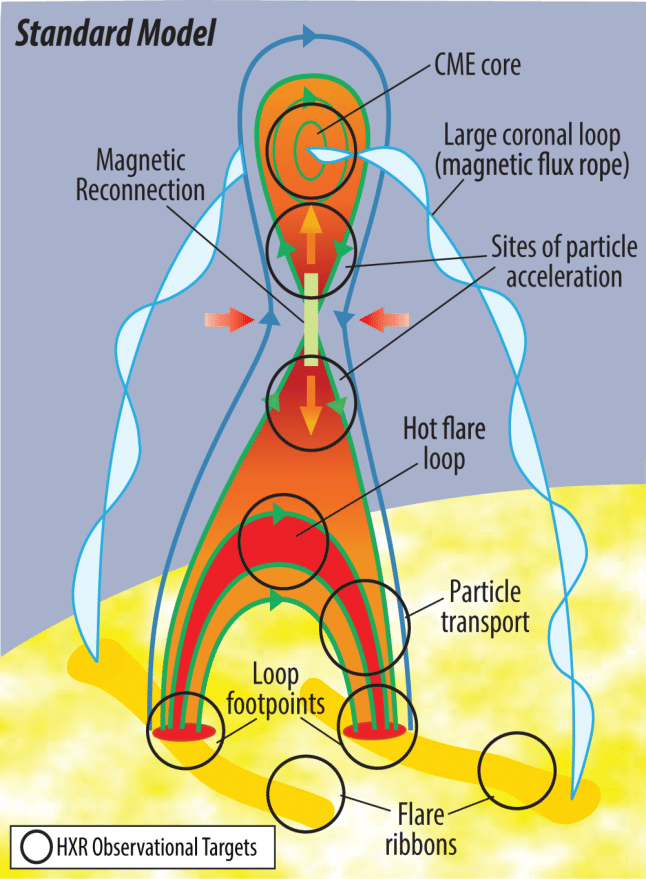 Standard Model
CME core
Large coronal loop
(magnetic flux rope)
Magnetic
Reconnection
Sites of particle
acceleration
Hot flare
loop
Particle
transport
Loop
footpoints
Flare
ribbons
HXR Observational Targets